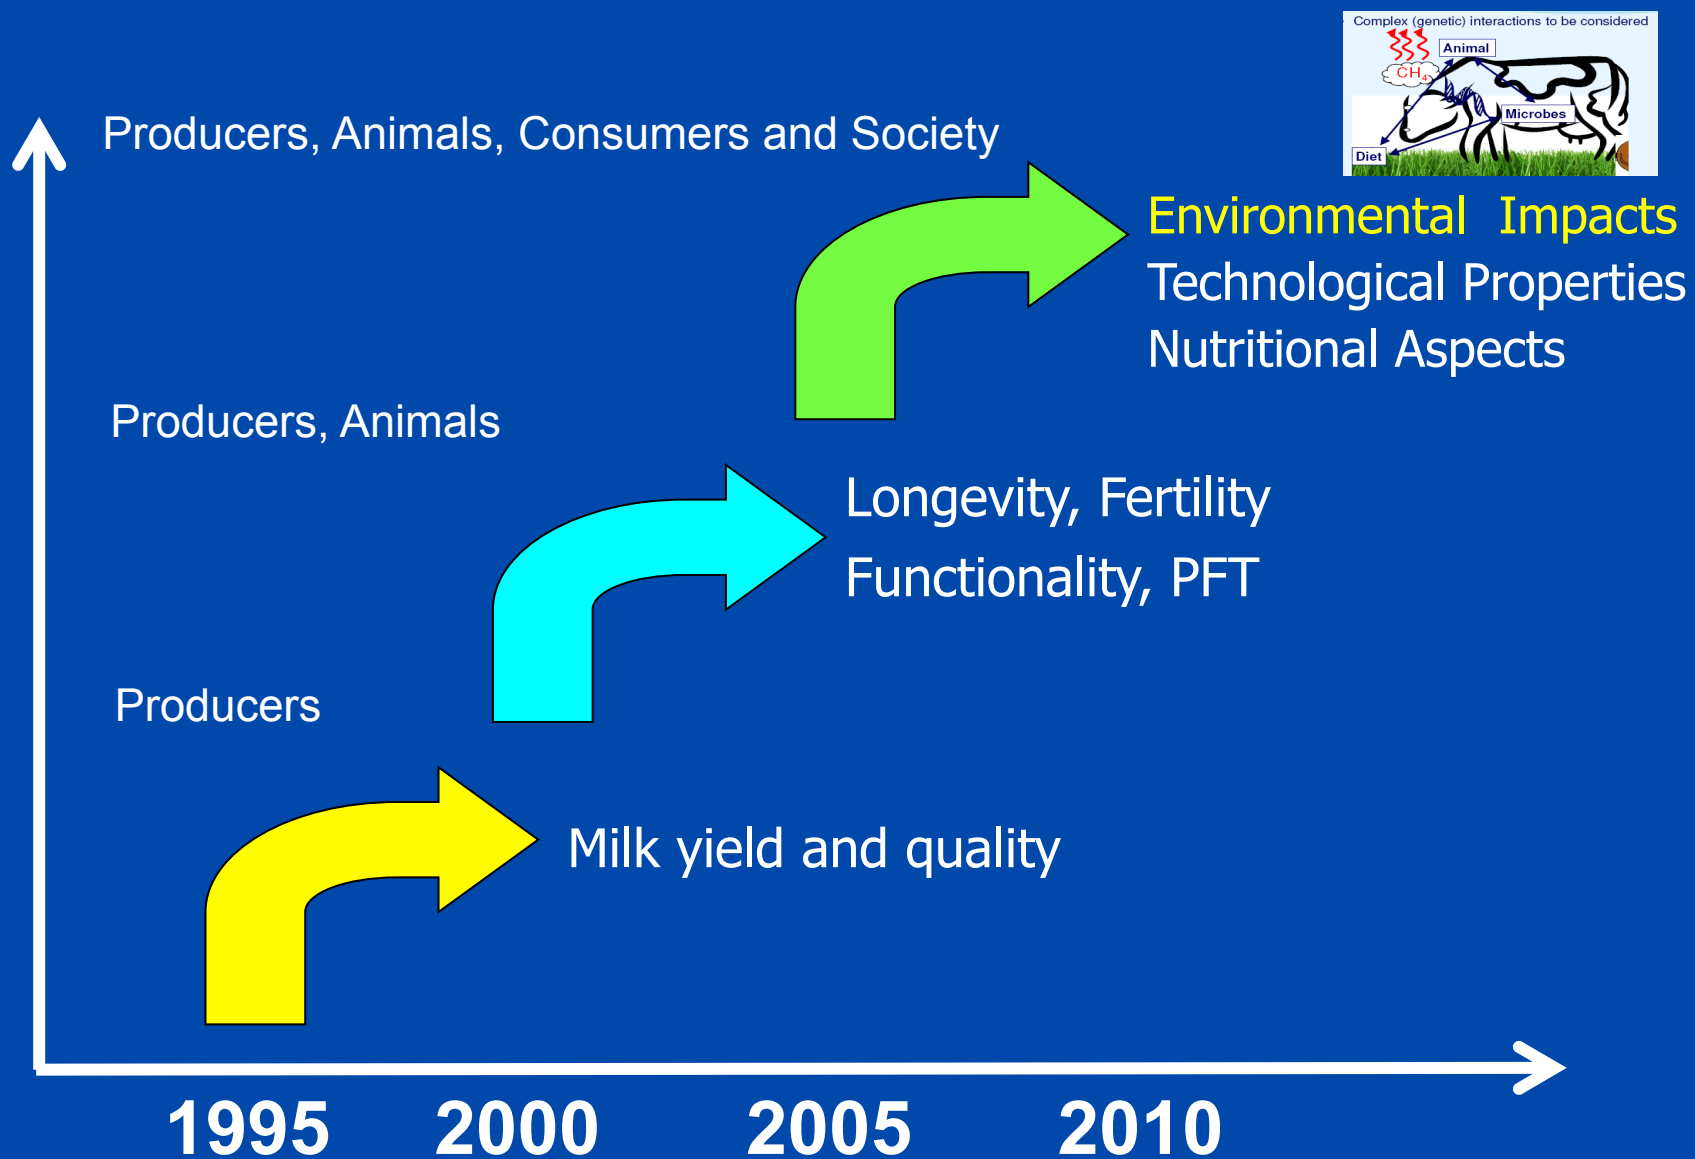 Complex (genetic) interactions to be considered
Animal
CH4
Microbes
Diet
Producers, Animals, Consumers and Society
Environmental Impacts
Technological Properties
Nutritional Aspects
Producers, Animals
Longevity, Fertility
Functionality, PFT
Producers
Milk yield and quality
1995 2000 2005 2010